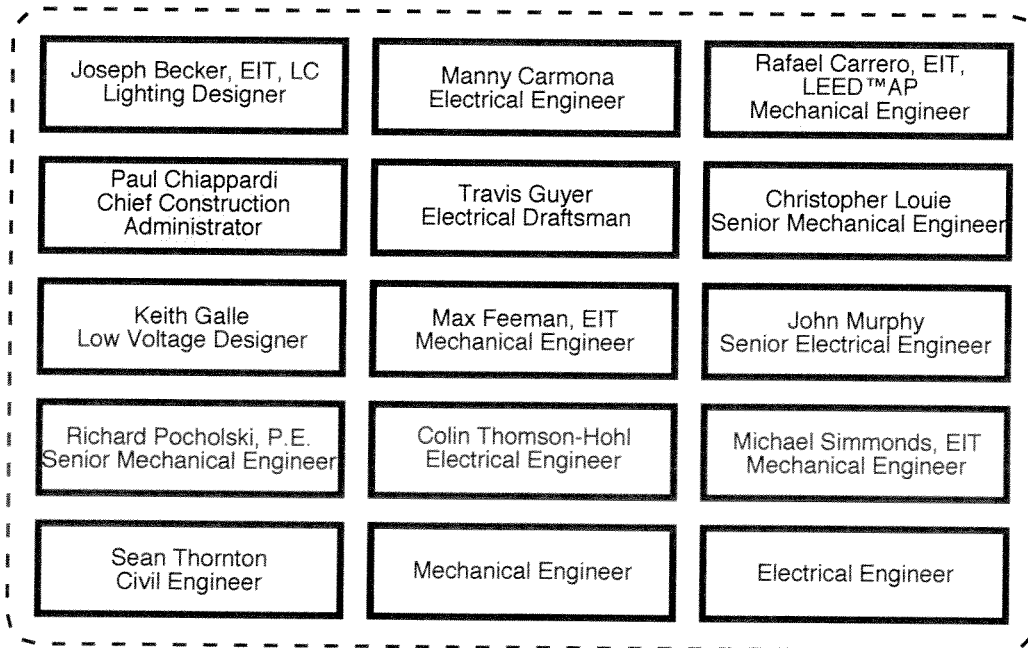 Joseph Becker, EIT, LC
Lighting Designer
Manny Carmona
Electrical Engineer
Rafael Carrero, EIT,
LEED™AP
Mechanical Engineer
Paul Chiappardi
Chief Construction
Administrator
Travis Guyer
Electrical Draftsman
Christopher Louie
Senior Mechanical Engineer
Keith Galle
Low Voltage Designer
Max Feeman, EIT
Mechanical Engineer
John Murphy
Senior Electrical Engineer
Richard Pocholski, P.E.
Senior Mechanical Engineer
Colin Thomson-Hohl
Electrical Engineer
Michael Simmonds, EIT
Mechanical Engineer
Sean Thornton
Civil Engineer
Mechanical Engineer
Electrical Engineer